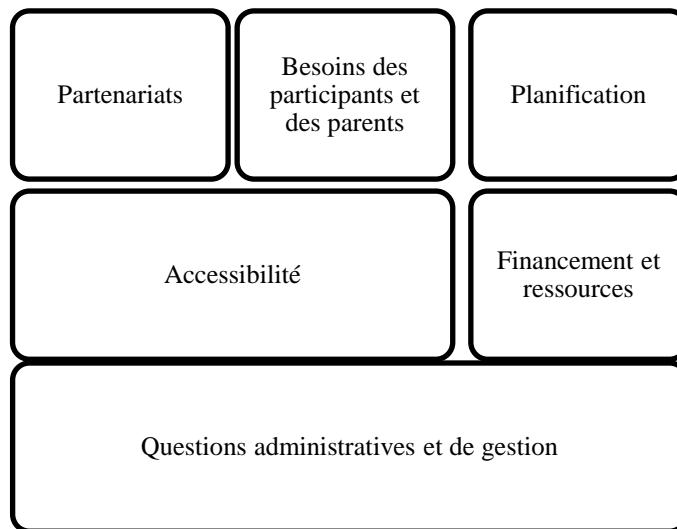 Partenariats
Besoins des
participants et
des parents
Planification
Accessibilité
Financement et
ressources
Questions administratives et de gestion